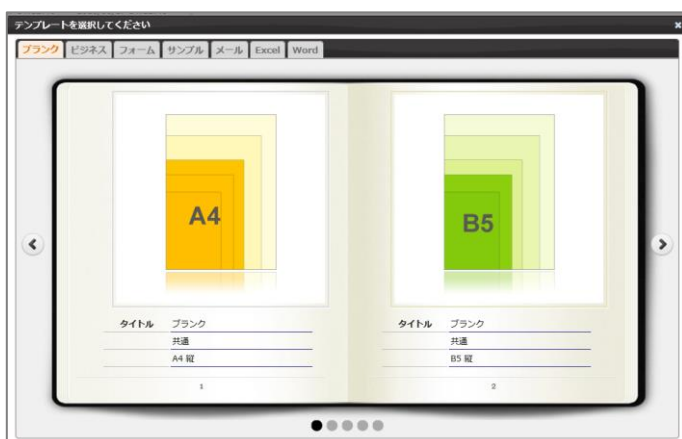 テンプレートを選択してください
ブランク ビジネス フォーム サンプル メール Excel Word
A4
B5
タイトル ブランク
共通
A4 縦
1
タイトル ブランク
共通
B5 縦
2